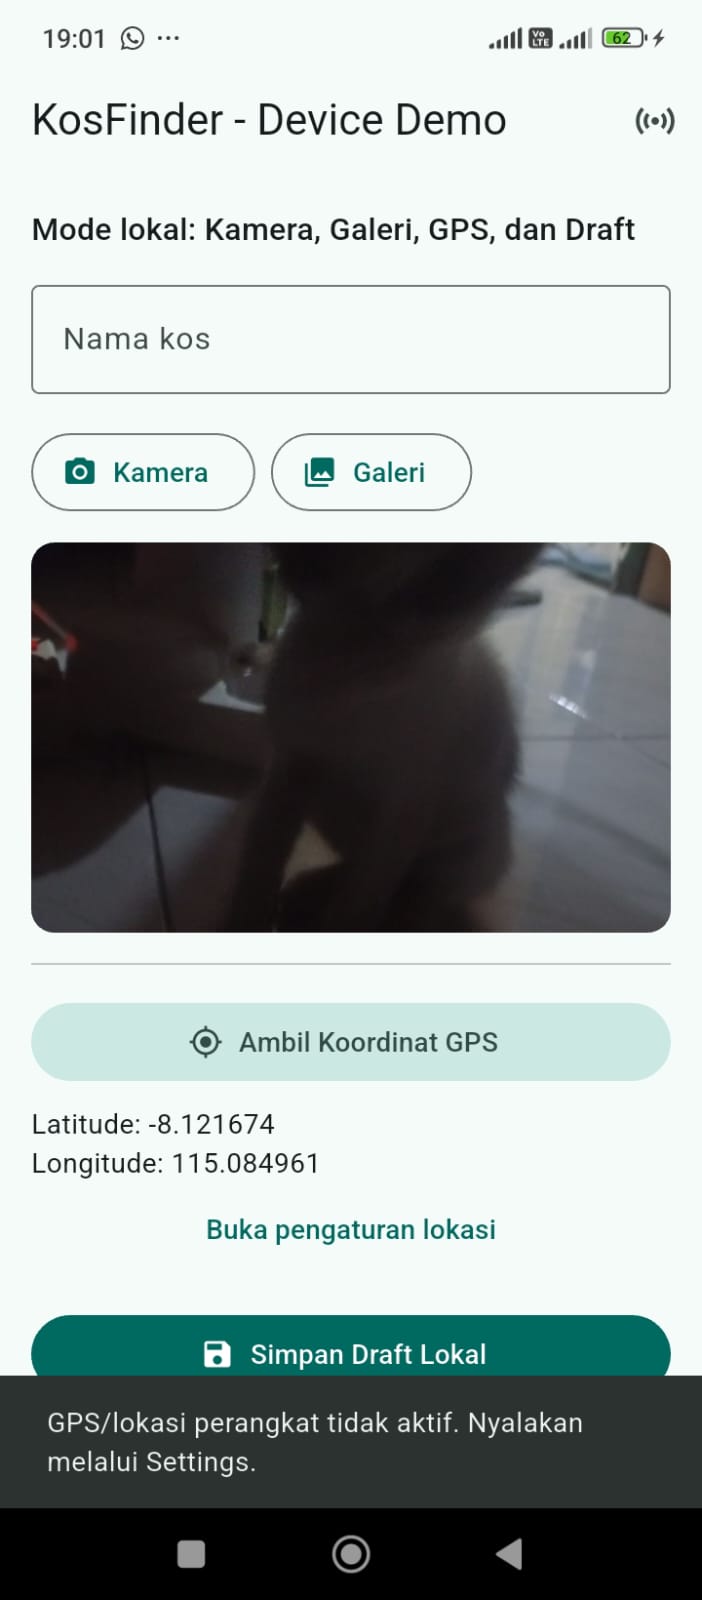 19:01 ...
Vo LTE 62
KosFinder - Device Demo
Mode lokal: Kamera, Galeri, GPS, dan Draft
Nama kos
Kamera
Galeri
Ambil Koordinat GPS
Latitude: -8.121674
Longitude: 115.084961
Buka pengaturan lokasi
Simpan Draft Lokal
GPS/lokasi perangkat tidak aktif. Nyalakan
melalui Settings.